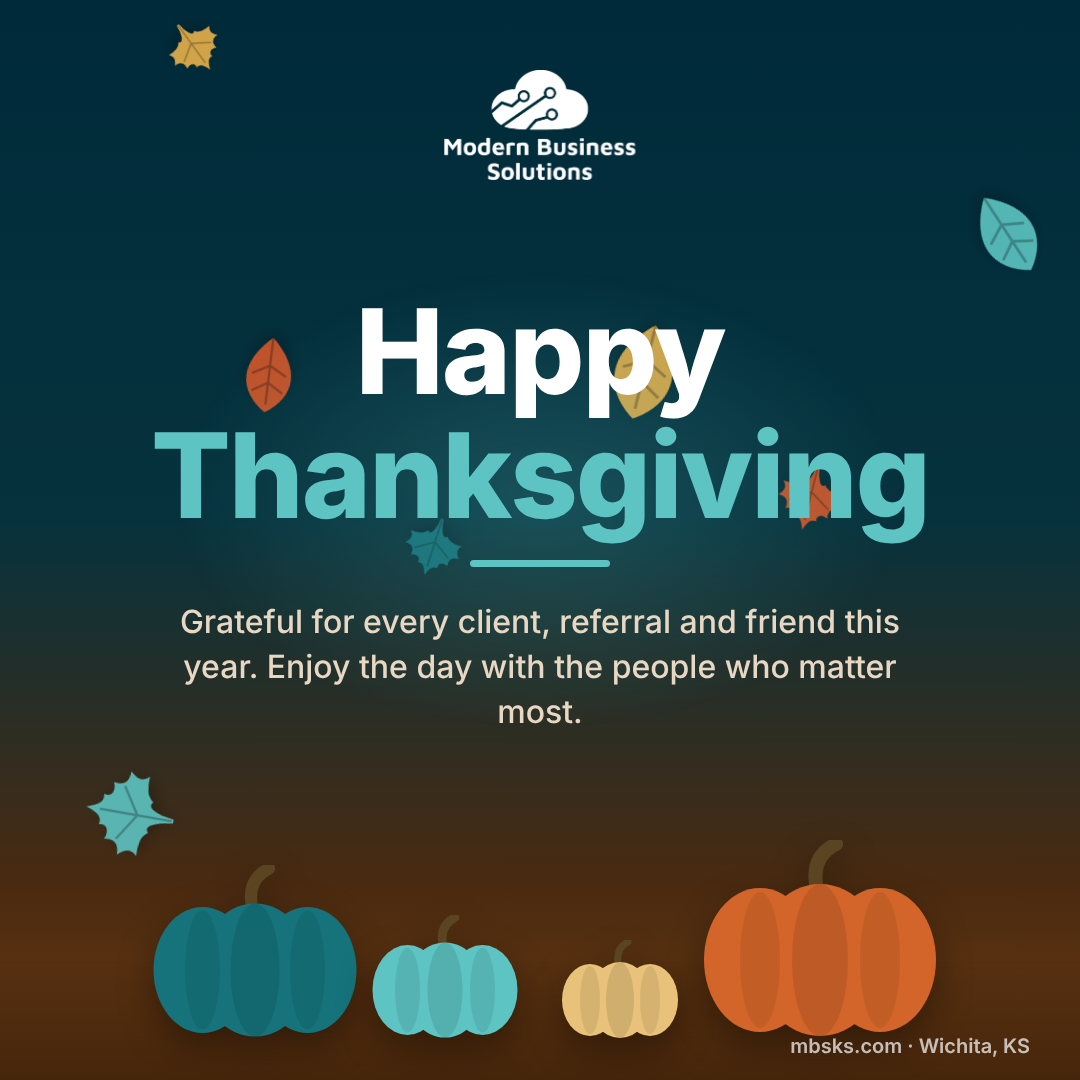 Modern Business
Solutions
Happy
Thanksgiving
Grateful for every client, referral and friend this
year. Enjoy the day with the people who matter
most.
mbsks.com · Wichita, KS